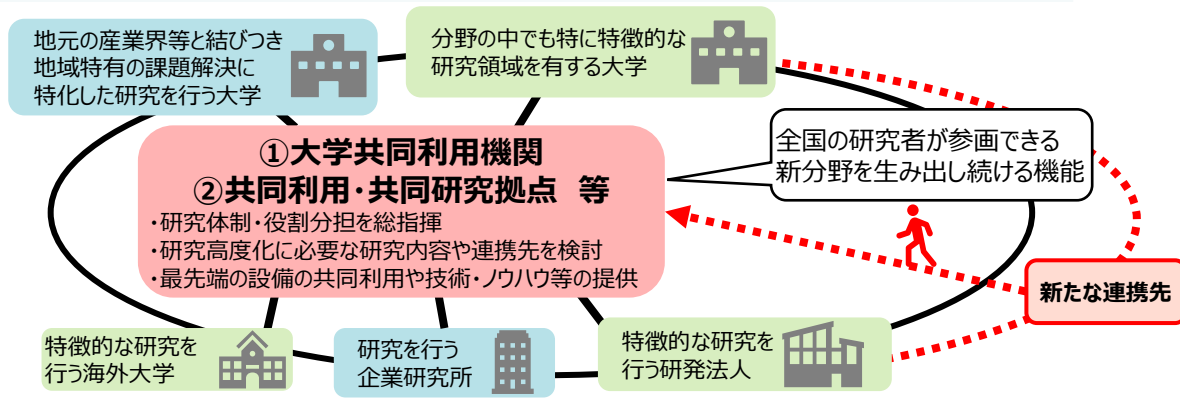 地元の産業界等と結びつき
地域特有の課題解決に
特化した研究を行う大学
分野の中でも特に特徴的な
研究領域を有する大学
①大学共同利用機関
②共同利用・共同研究拠点 等
・研究体制・役割分担を総指揮
・研究高度化に必要な研究内容や連携先を検討
・最先端の設備の共同利用や技術・ノウハウ等の提供
全国の研究者が参画できる
新分野を生み出し続ける機能
新たな連携先
特徴的な研究を
行う海外大学
研究を行う
企業研究所
特徴的な研究を
行う研発法人